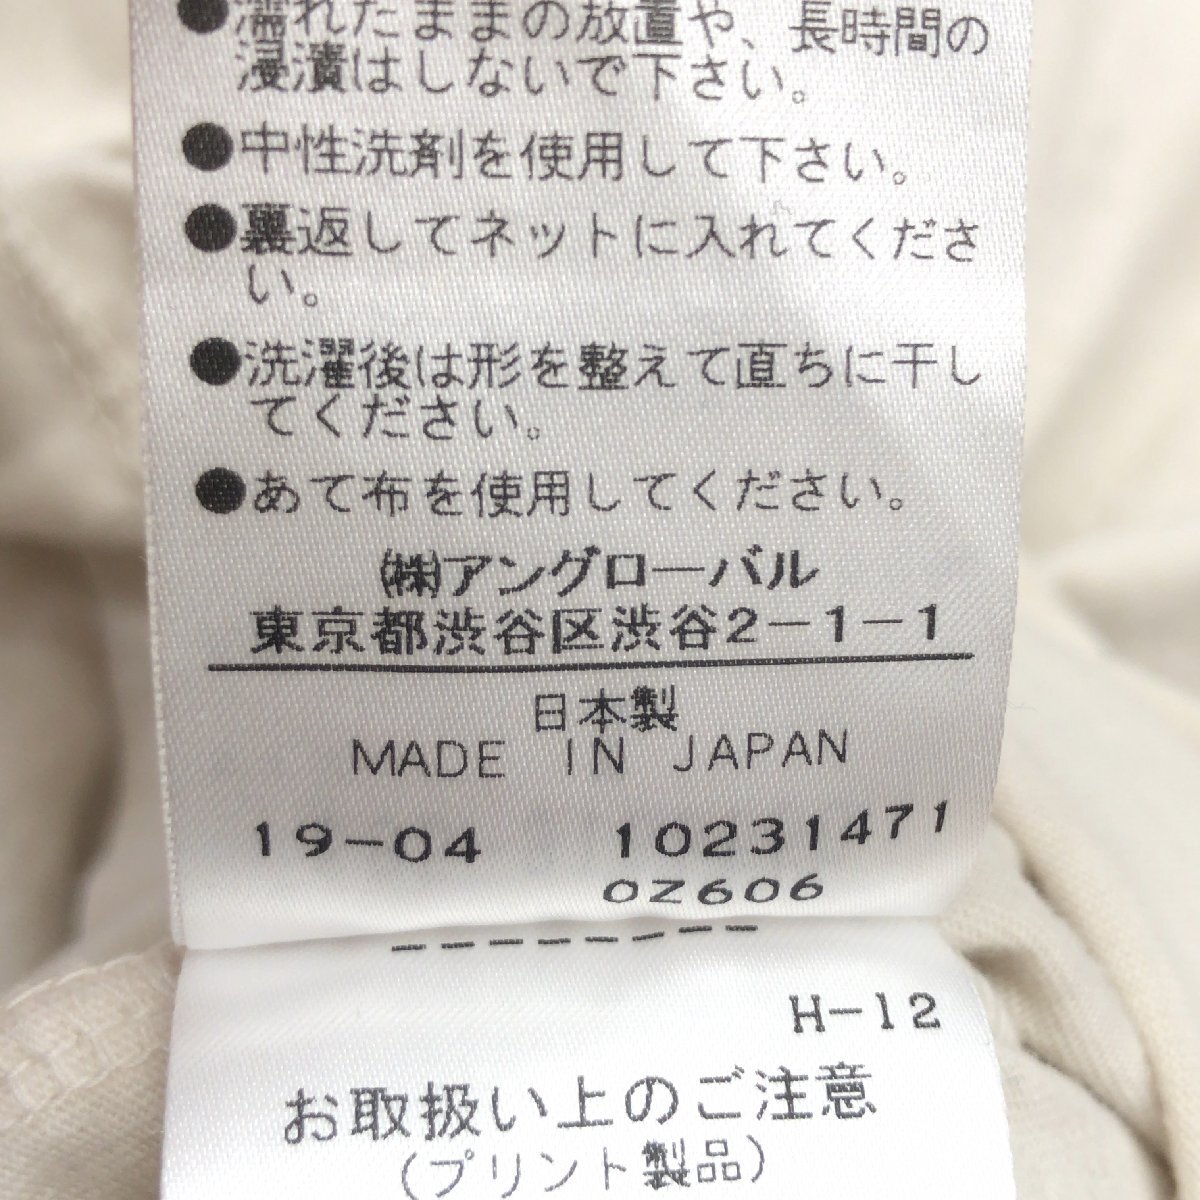 ●濡れたままの放置や、長時間の
浸漬はしないで下さい。
●中性洗剤を使用して下さい。
●裏返してネットに入れてくださ
い。
●洗濯後は形を整えて直ちに干し
てください。
●あて布を使用してください。
㈱アングローバル
東京都渋谷区渋谷2-1-1
日本製
MADE IN JAPAN
19-04 10231471
0Z606
--------
H-12
お取扱い上のご注意
(プリント製品)